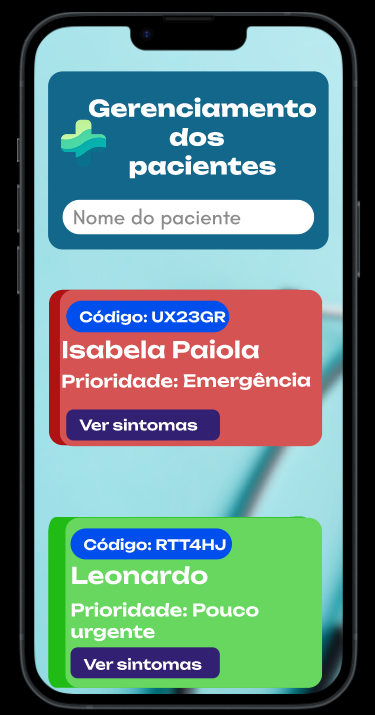 Gerenciamento
dos
pacientes
Nome do paciente
Código: UX23GR
Isabela Paiola
Prioridade: Emergência
Ver sintomas
Código: RTT4HJ
Leonardo
Prioridade: Pouco
urgente
Ver sintomas